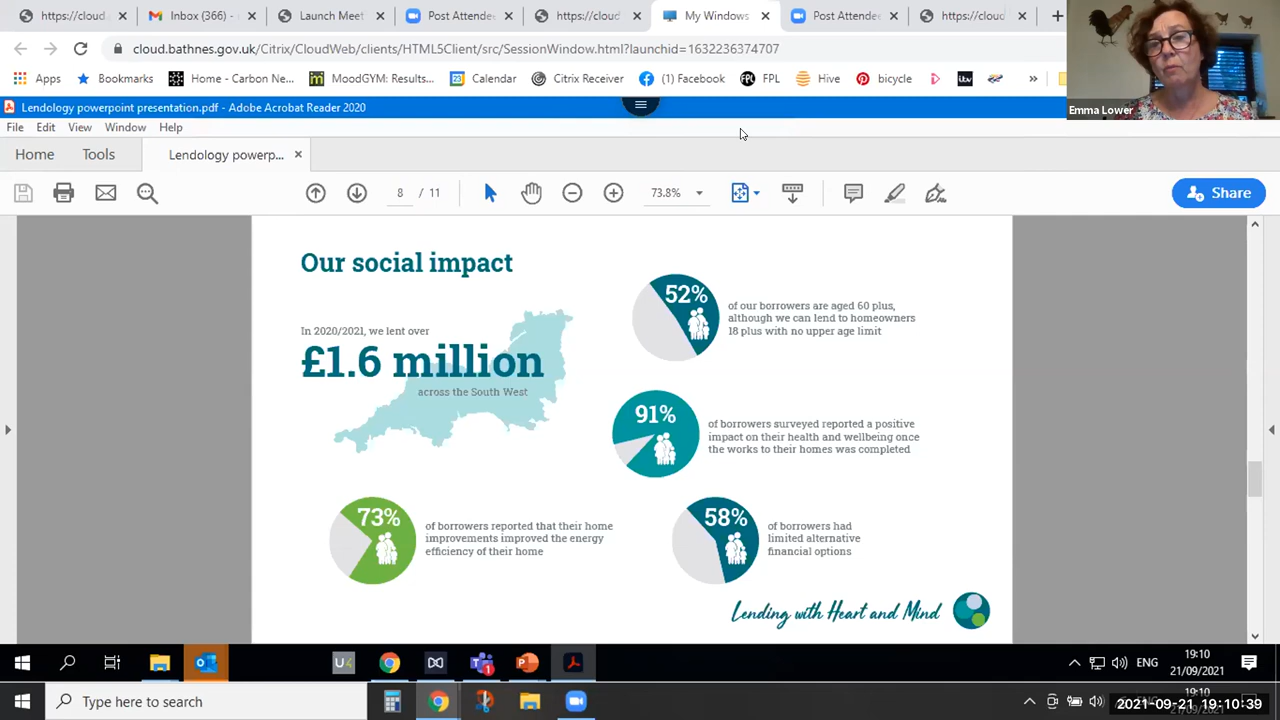 https://cloud
Inbox (366) -
Launch Meet
Post Attende
https://cloud
My Windows
Post Attende
https://cloud
cloud.bathnes.gov.uk/Citrix/CloudWeb/clients/HTML5Client/src/SessionWindow.html?launchid=1632236374707
Apps
Bookmarks
Home - Carbon Ne...
MoodGYM: Results...
Calendar
Citrix Receiver
(1) Facebook
FPL
Hive
bicycle
itv
»
Emma Lower
Lendology powerpoint presentation.pdf - Adobe Acrobat Reader 2020
File Edit View Window Help
Home
Tools
Lendology powerp...
8 / 11
73.8%
Share
Our social impact
In 2020/2021, we lent over
£1.6 million
across the South West
52%
of our borrowers are aged 60 plus,
although we can lend to homeowners
18 plus with no upper age limit
91%
of borrowers surveyed reported a positive
impact on their health and wellbeing once
the works to their homes was completed
73%
of borrowers reported that their home
improvements improved the energy
efficiency of their home
58%
of borrowers had
limited alternative
financial options
Lending with Heart and Mind
U4
ENG
19:10
21/09/2021
Type here to search
19:10
2021-09-21 19:10:39